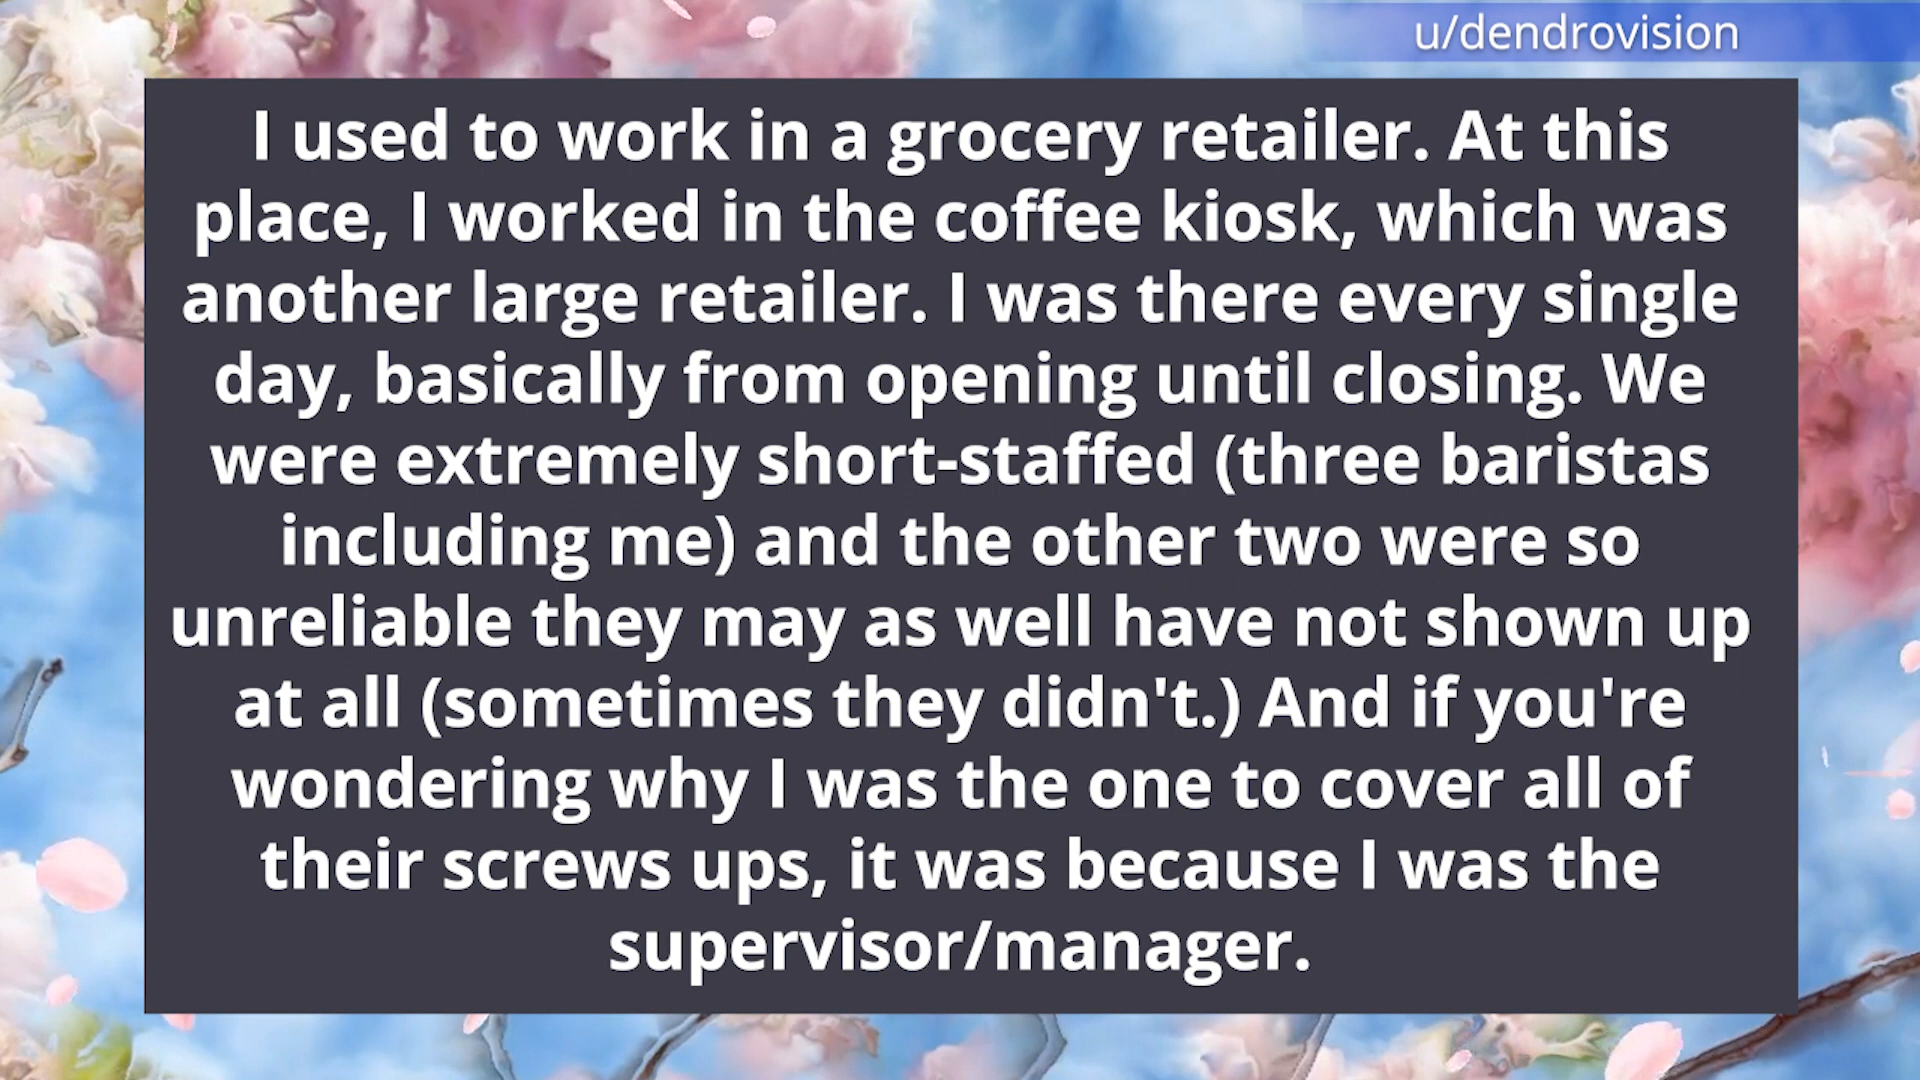 u/dendrovision
I used to work in a grocery retailer. At this
place, I worked in the coffee kiosk, which was
another large retailer. I was there every single
day, basically from opening until closing. We
were extremely short-staffed (three baristas
including me) and the other two were so
unreliable they may as well have not shown up
at all (sometimes they didn't.) And if you're
wondering why I was the one to cover all of
their screws ups, it was because I was the
supervisor/manager.